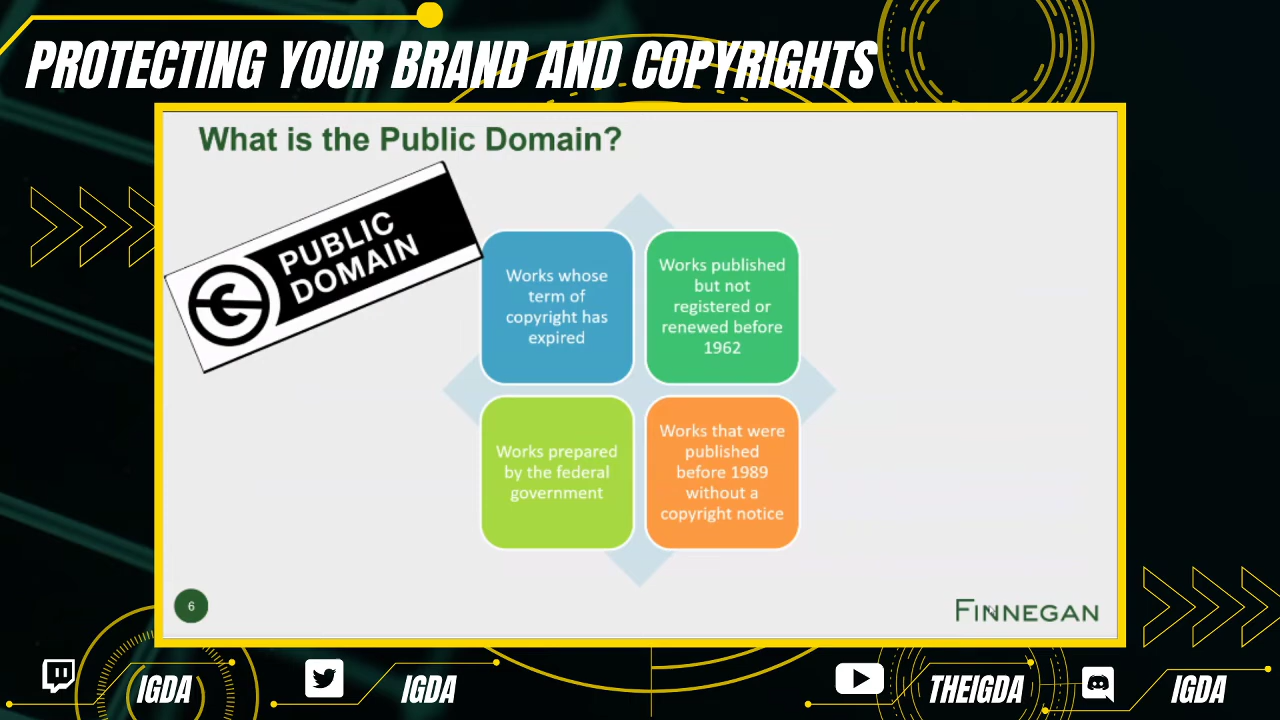 PROTECTING YOUR BRAND AND COPYRIGHTS
What is the Public Domain?
PUBLIC
DOMAIN
Works whose
term of
copyright has
expired
Works published
but not
registered or
renewed before
1962
Works prepared
by the federal
government
Works that were
published
before 1989
without a
copyright notice
6
FINNEGAN
IGDA
IGDA
THEIGDA
IGDA